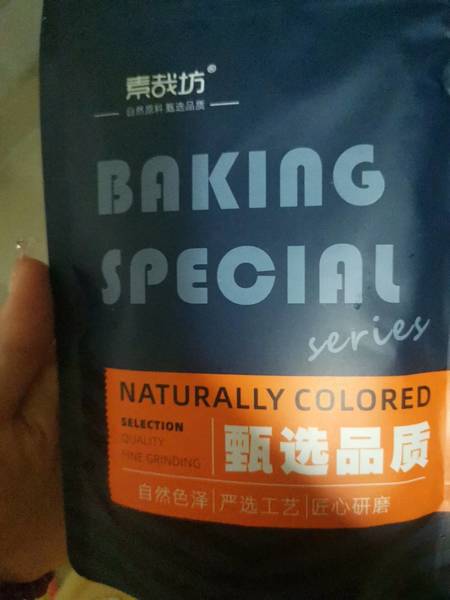 素哉坊®
自然原料 甄选品质
BAKING
SPECIAL
series
NATURALLY COLORED
SELECTION
QUALITY
FINE GRINDING
甄选品质
自然色泽 | 严选工艺 | 匠心研磨